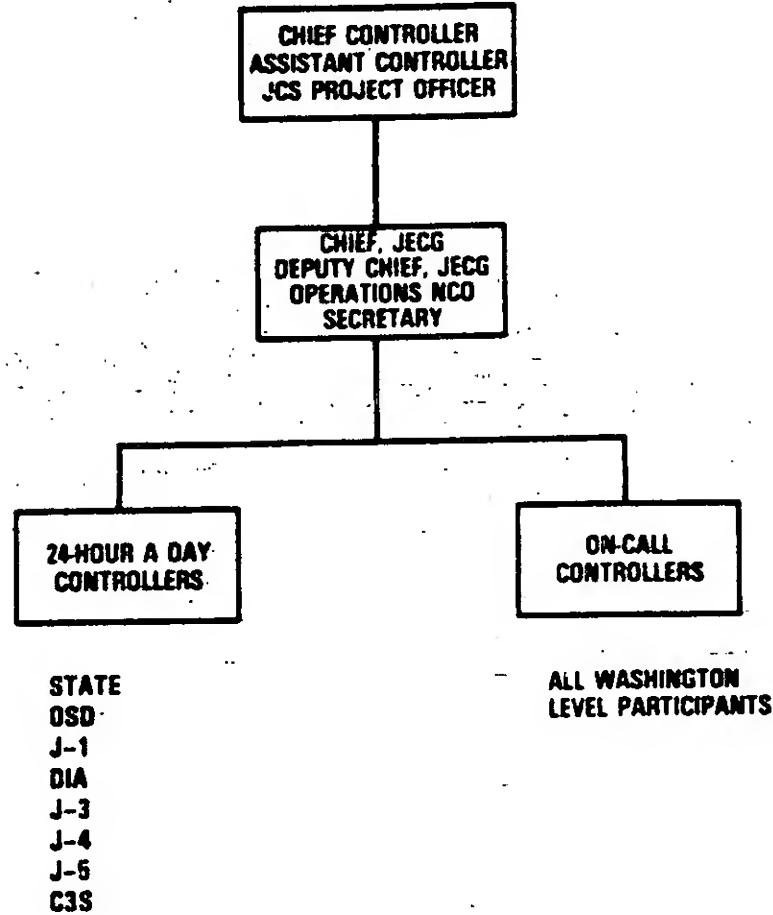 CHIEF CONTROLLER
ASSISTANT CONTROLLER
JCS PROJECT OFFICER
CHIEF, JECG
DEPUTY CHIEF, JECG
OPERATIONS NCO
SECRETARY
24-HOUR A DAY
CONTROLLERS
ON-CALL
CONTROLLERS
STATE
OSD
J-1
DIA
J-3
J-4
J-5
C3S
ALL WASHINGTON
LEVEL PARTICIPANTS